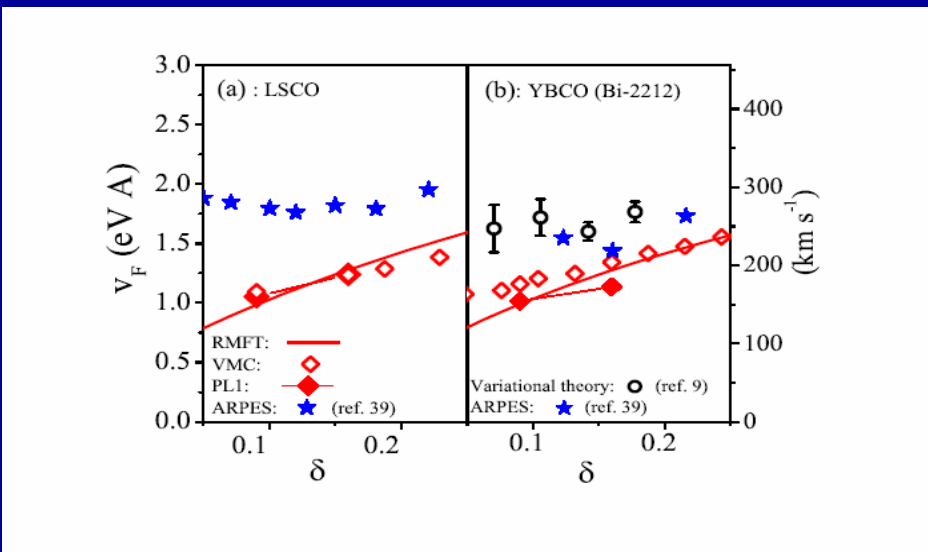 (a) : LSCO
(b): YBCO (Bi-2212)
3.0
2.5
2.0
1.5
1.0
0.5
0.0
v_F (eV A)
400
300
200
100
0
(km s⁻¹)
RMFT:
VMC:
PL1:
ARPES: (ref. 39)
Variational theory: (ref. 9)
ARPES: (ref. 39)
0.1 0.2
0.1 0.2
δ
δ